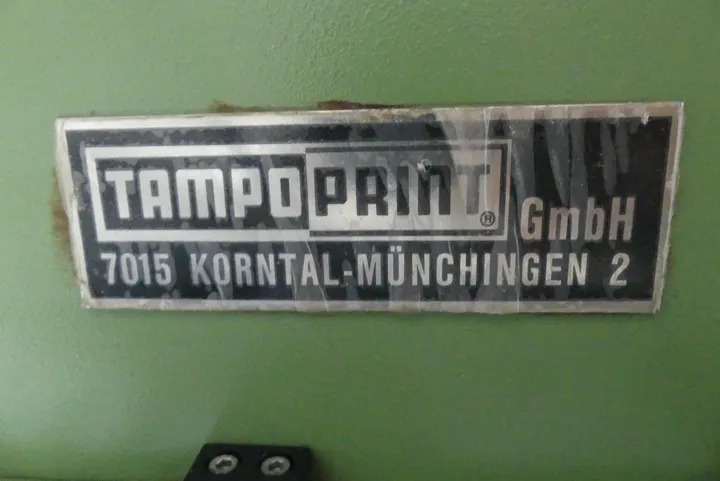 TAMPOPRINT ® GmbH
7015 KORNTAL-MÜNCHINGEN 2